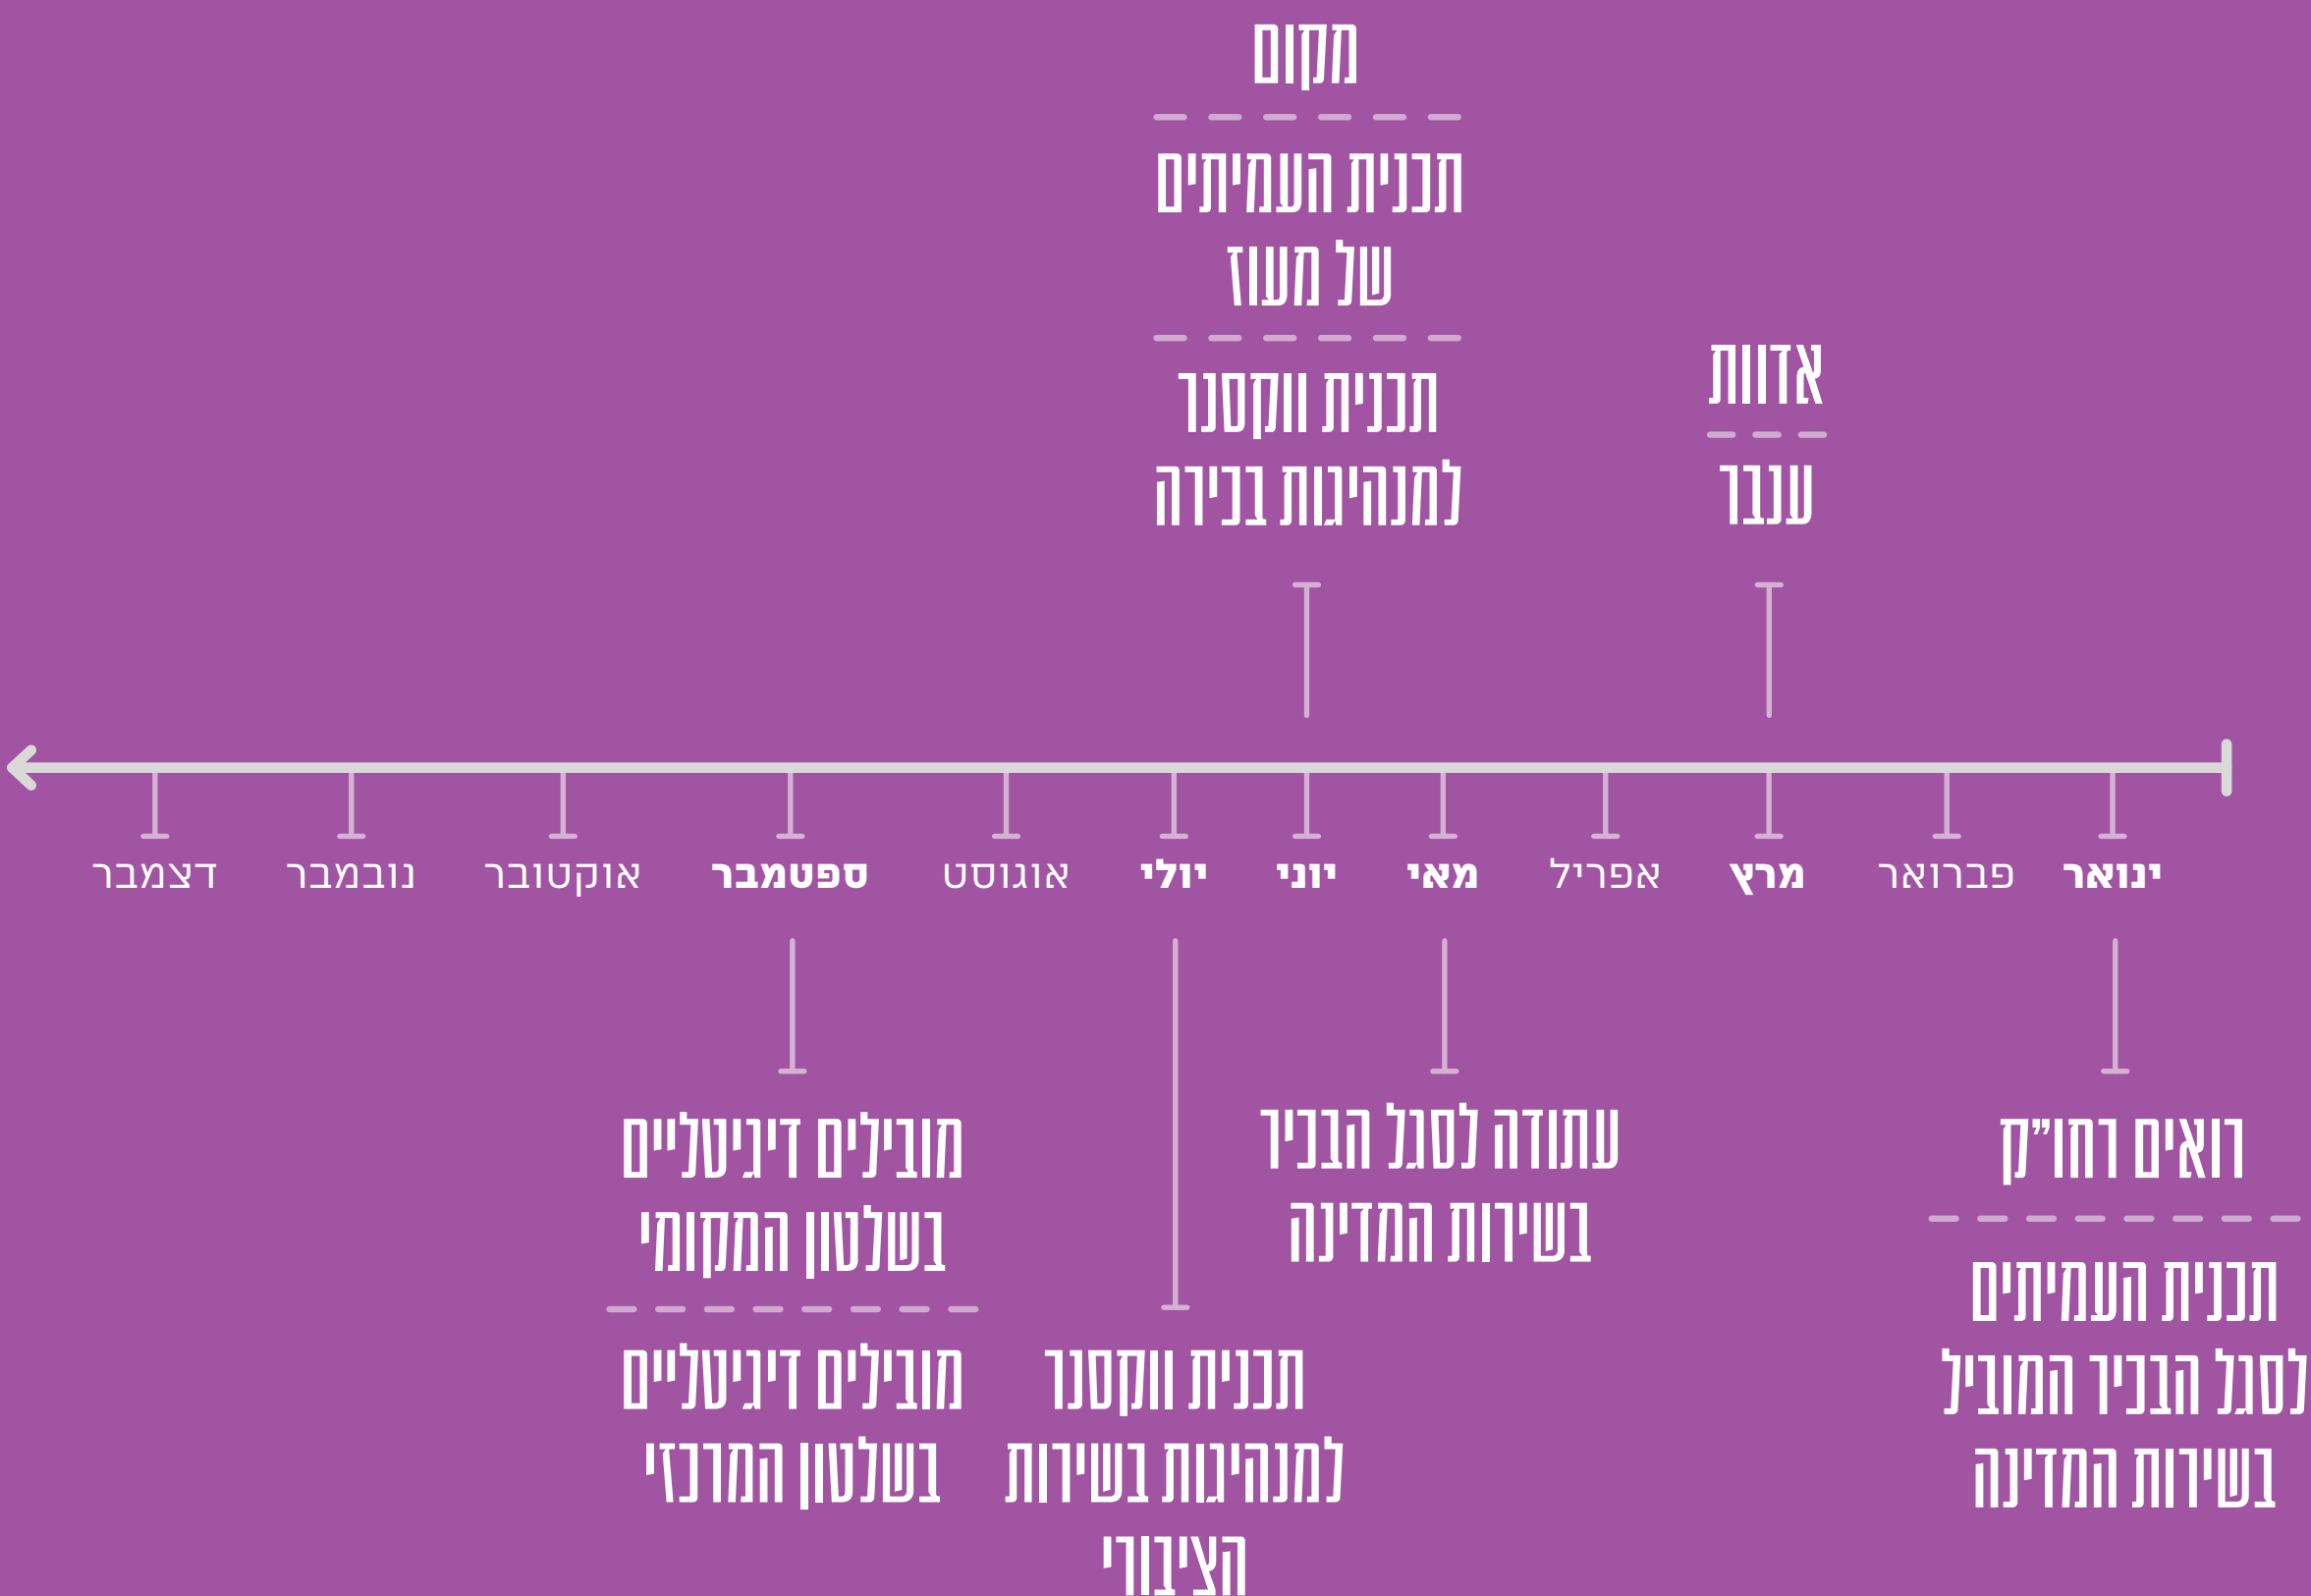 מקום
תכנית העמיתים
של מעוז
תכנית ווקסנר
למנהיגות בכירה
אדוות
ענבר
ינואר
פברואר
מרץ
אפריל
מאי
יוני
יולי
אוגוסט
ספטמבר
אוקטובר
נובמבר
דצמבר
רואים רחו״ק
תכנית העמיתים
לסגל הבכיר המוביל
בשירות המדינה
עתודה לסגל הבכיר
בשירות המדינה
תכנית ווקסנר
למנהיגות בשירות
הציבורי
מובילים דיגיטליים
בשלטון המקומי
מובילים דיגיטליים
בשלטון המרכזי